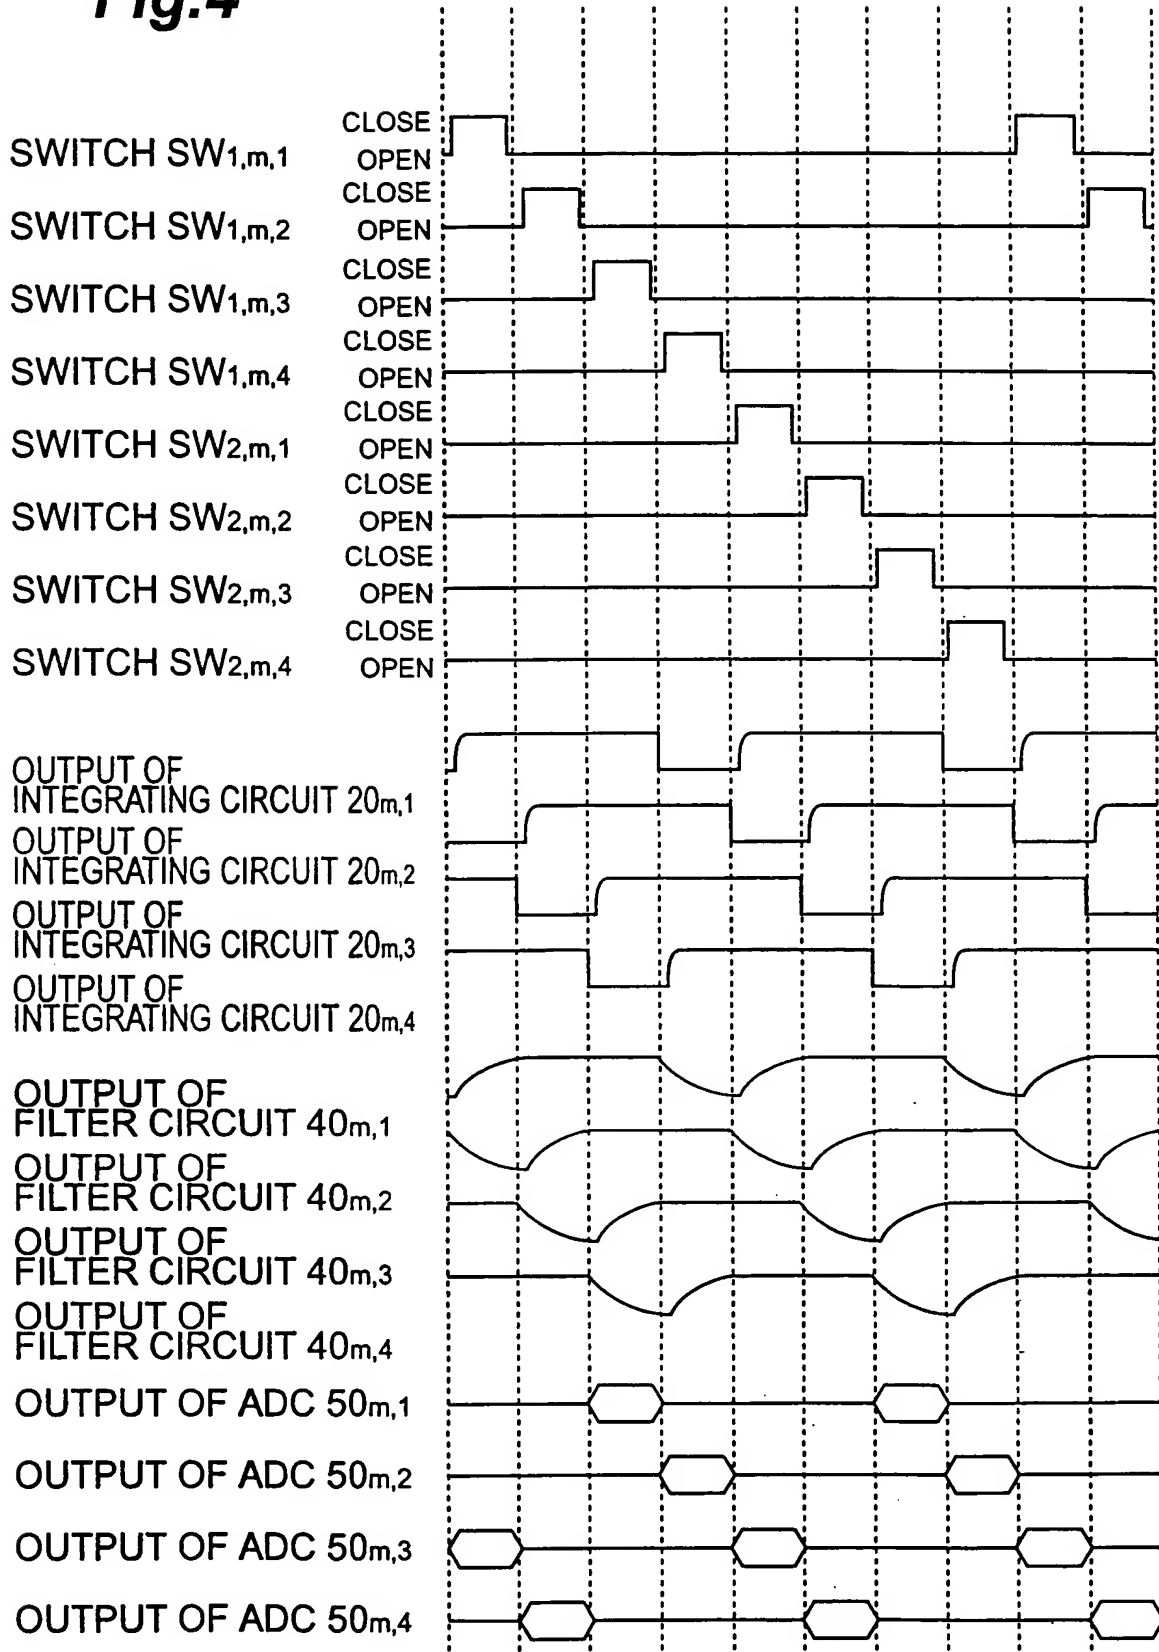 Fig.4
CLOSE
SWITCH SW1,m,1 OPEN
CLOSE
SWITCH SW1,m,2 OPEN
CLOSE
SWITCH SW1,m,3 OPEN
CLOSE
SWITCH SW1,m,4 OPEN
CLOSE
SWITCH SW2,m,1 OPEN
CLOSE
SWITCH SW2,m,2 OPEN
CLOSE
SWITCH SW2,m,3 OPEN
CLOSE
SWITCH SW2,m,4 OPEN
OUTPUT OF
INTEGRATING CIRCUIT 20m,1
OUTPUT OF
INTEGRATING CIRCUIT 20m,2
OUTPUT OF
INTEGRATING CIRCUIT 20m,3
OUTPUT OF
INTEGRATING CIRCUIT 20m,4
OUTPUT OF
FILTER CIRCUIT 40m,1
OUTPUT OF
FILTER CIRCUIT 40m,2
OUTPUT OF
FILTER CIRCUIT 40m,3
OUTPUT OF
FILTER CIRCUIT 40m,4
OUTPUT OF ADC 50m,1
OUTPUT OF ADC 50m,2
OUTPUT OF ADC 50m,3
OUTPUT OF ADC 50m,4